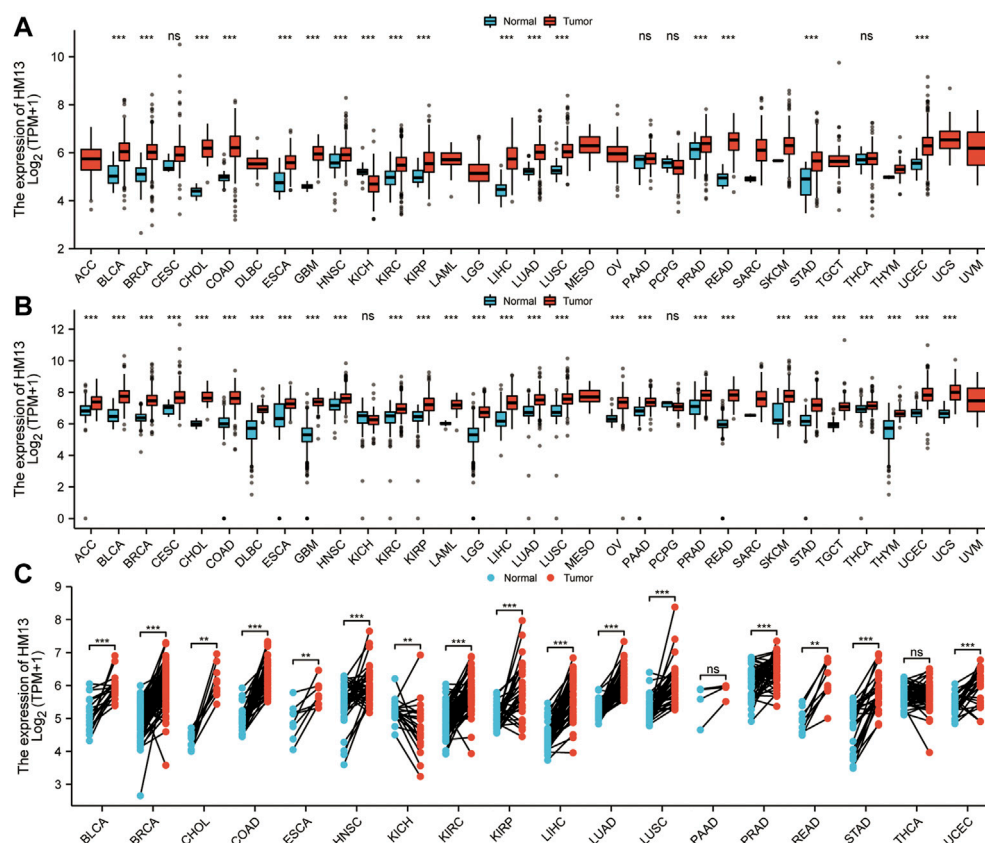 A
Normal Tumor
*** *** ns *** *** *** *** *** *** *** *** *** *** *** ns ns *** *** *** ns ***
The expression of HM13
Log2 (TPM+1)
10
8
6
4
2
ACC BLCA BRCA CESC CHOL COAD DLBC ESCA GBM HNSC KICH KIRC KIRP LAML LGG LIHC LUAD LUSC MESO OV PAAD PCPG PRAD READ SARC SKCM STAD TGCT THCA THYM UCEC UCS UVM
B
Normal Tumor
*** *** *** *** *** *** *** *** *** *** ns *** *** *** *** *** *** *** *** *** ns *** *** *** *** *** *** *** *** ***
The expression of HM13
Log2 (TPM+1)
12
10
8
6
4
2
0
ACC BLCA BRCA CESC CHOL COAD DLBC ESCA GBM HNSC KICH KIRC KIRP LAML LGG LIHC LUAD LUSC MESO OV PAAD PCPG PRAD READ SARC SKCM STAD TGCT THCA THYM UCEC UCS UVM
C
Normal Tumor
*** *** ** *** ** *** ** *** *** *** *** *** ns *** ** *** ns ***
The expression of HM13
Log2 (TPM+1)
9
8
7
6
5
4
3
BLCA BRCA CHOL COAD ESCA HNSC KICH KIRC KIRP LIHC LUAD LUSC PAAD PRAD READ STAD THCA UCEC